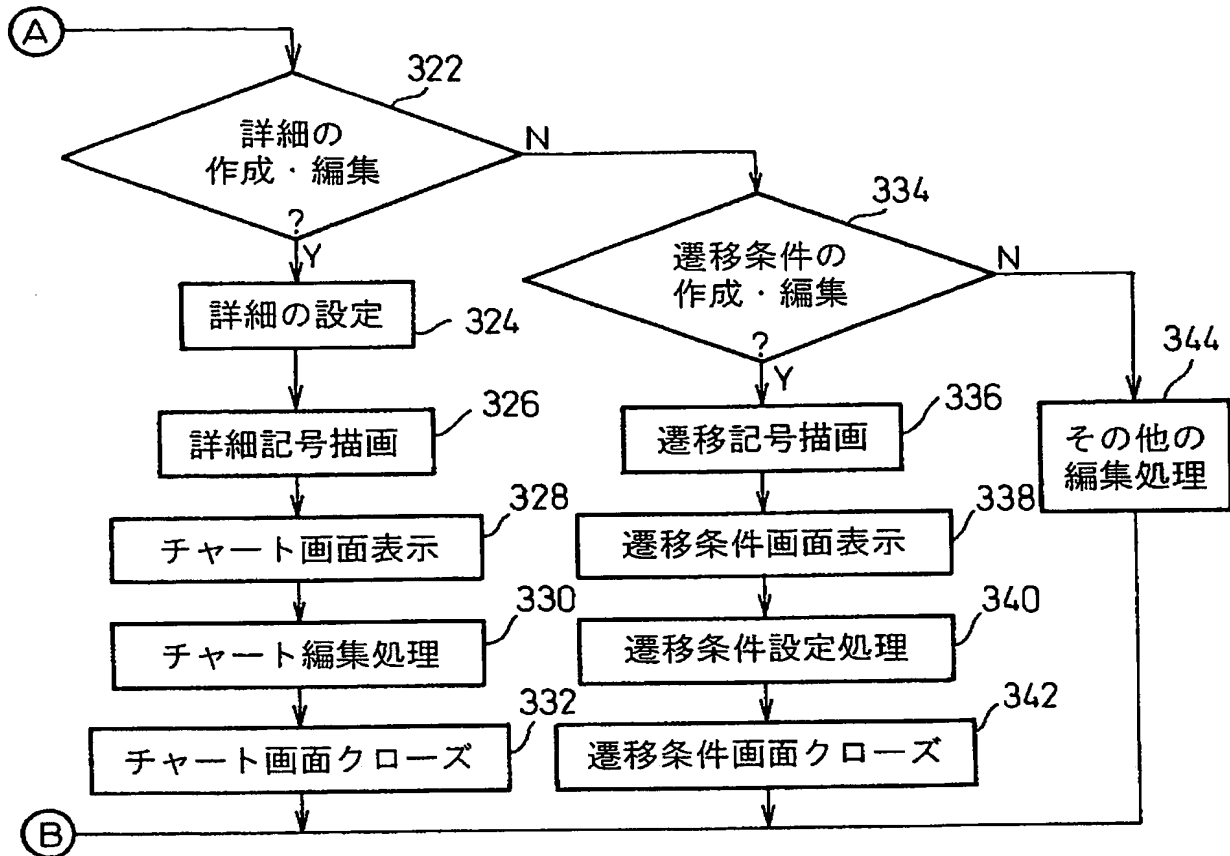 A
322
詳細の
作成・編集
?
N
Y
334
遷移条件の
作成・編集
?
N
Y
詳細の設定
324
344
その他の
編集処理
詳細記号描画
326
遷移記号描画
336
チャート画面表示
328
遷移条件画面表示
338
チャート編集処理
330
遷移条件設定処理
340
チャート画面クローズ
332
遷移条件画面クローズ
342
B